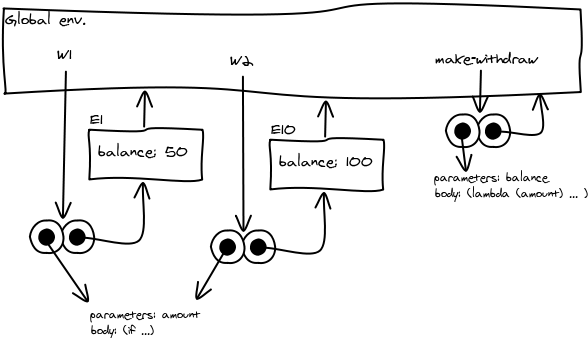 Global env.
W1
W2
make-withdraw
E1
balance: 50
E10
balance: 100
parameters: balance
body: (lambda (amount) ... )
parameters: amount
body: (if ...)